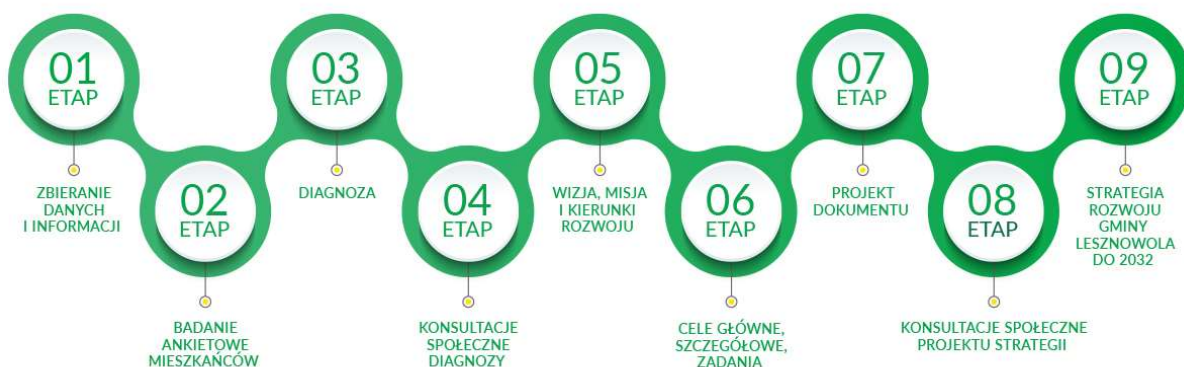 01
ETAP
ZBIERANIE
DANYCH
I INFORMACJI
02
ETAP
BADANIE
ANKIETOWE
MIESZKAŃCÓW
03
ETAP
DIAGNOZA
04
ETAP
KONSULTACJE
SPOŁECZNE
DIAGNOZY
05
ETAP
WIZJA, MISJA
I KIERUNKI
ROZWOJU
06
ETAP
CELE GŁÓWNE,
SZCZEGÓŁOWE,
ZADANIA
07
ETAP
PROJEKT
DOKUMENTU
08
ETAP
KONSULTACJE SPOŁECZNE
PROJEKTU STRATEGII
09
ETAP
STRATEGIA
ROZWOJU
GMINY
LESZNOWOLA
DO 2032